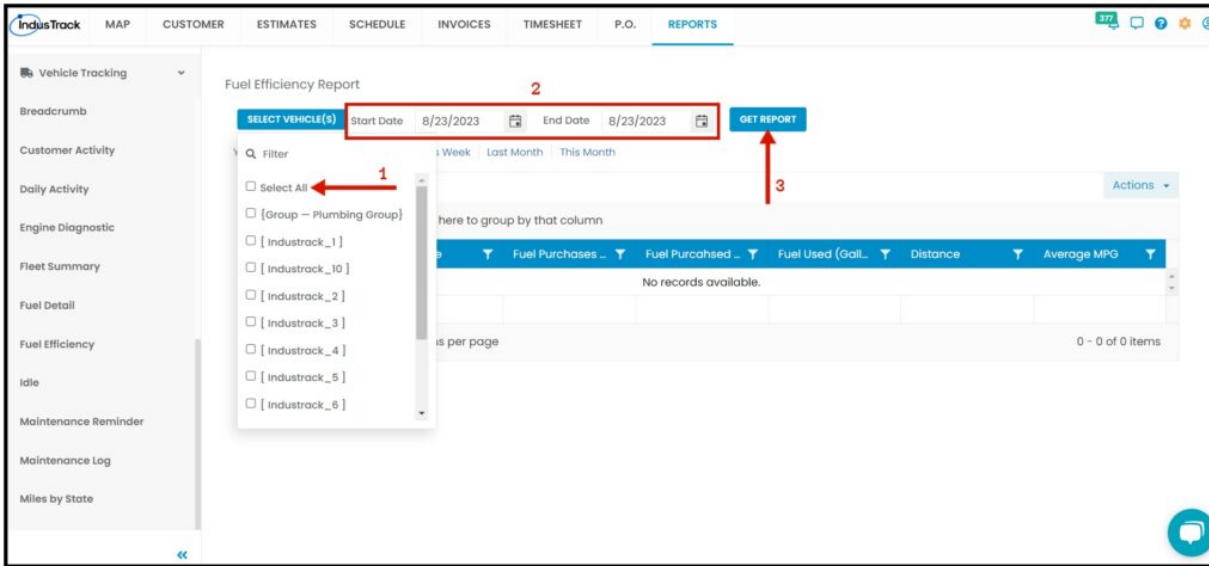 IndusTrack MAP CUSTOMER ESTIMATES SCHEDULE INVOICES TIMESHEET P.O. REPORTS 377
Vehicle Tracking
Breadcrumb
Customer Activity
Daily Activity
Engine Diagnostic
Fleet Summary
Fuel Detail
Fuel Efficiency
Idle
Maintenance Reminder
Maintenance Log
Miles by State
«
Fuel Efficiency Report
2
SELECT VEHICLE(S) Start Date 8/23/2023 End Date 8/23/2023 GET REPORT
Week Last Month This Month
Filter
1
Select All
3
Actions
{Group — Plumbing Group}
here to group by that column
[ Industrack_1 ]
Fuel Purchases ... Fuel Purcahsed ... Fuel Used (Gall... Distance Average MPG
[ Industrack_10 ]
No records available.
[ Industrack_2 ]
[ Industrack_3 ]
[ Industrack_4 ]
per page 0 - 0 of 0 items
[ Industrack_5 ]
[ Industrack_6 ]